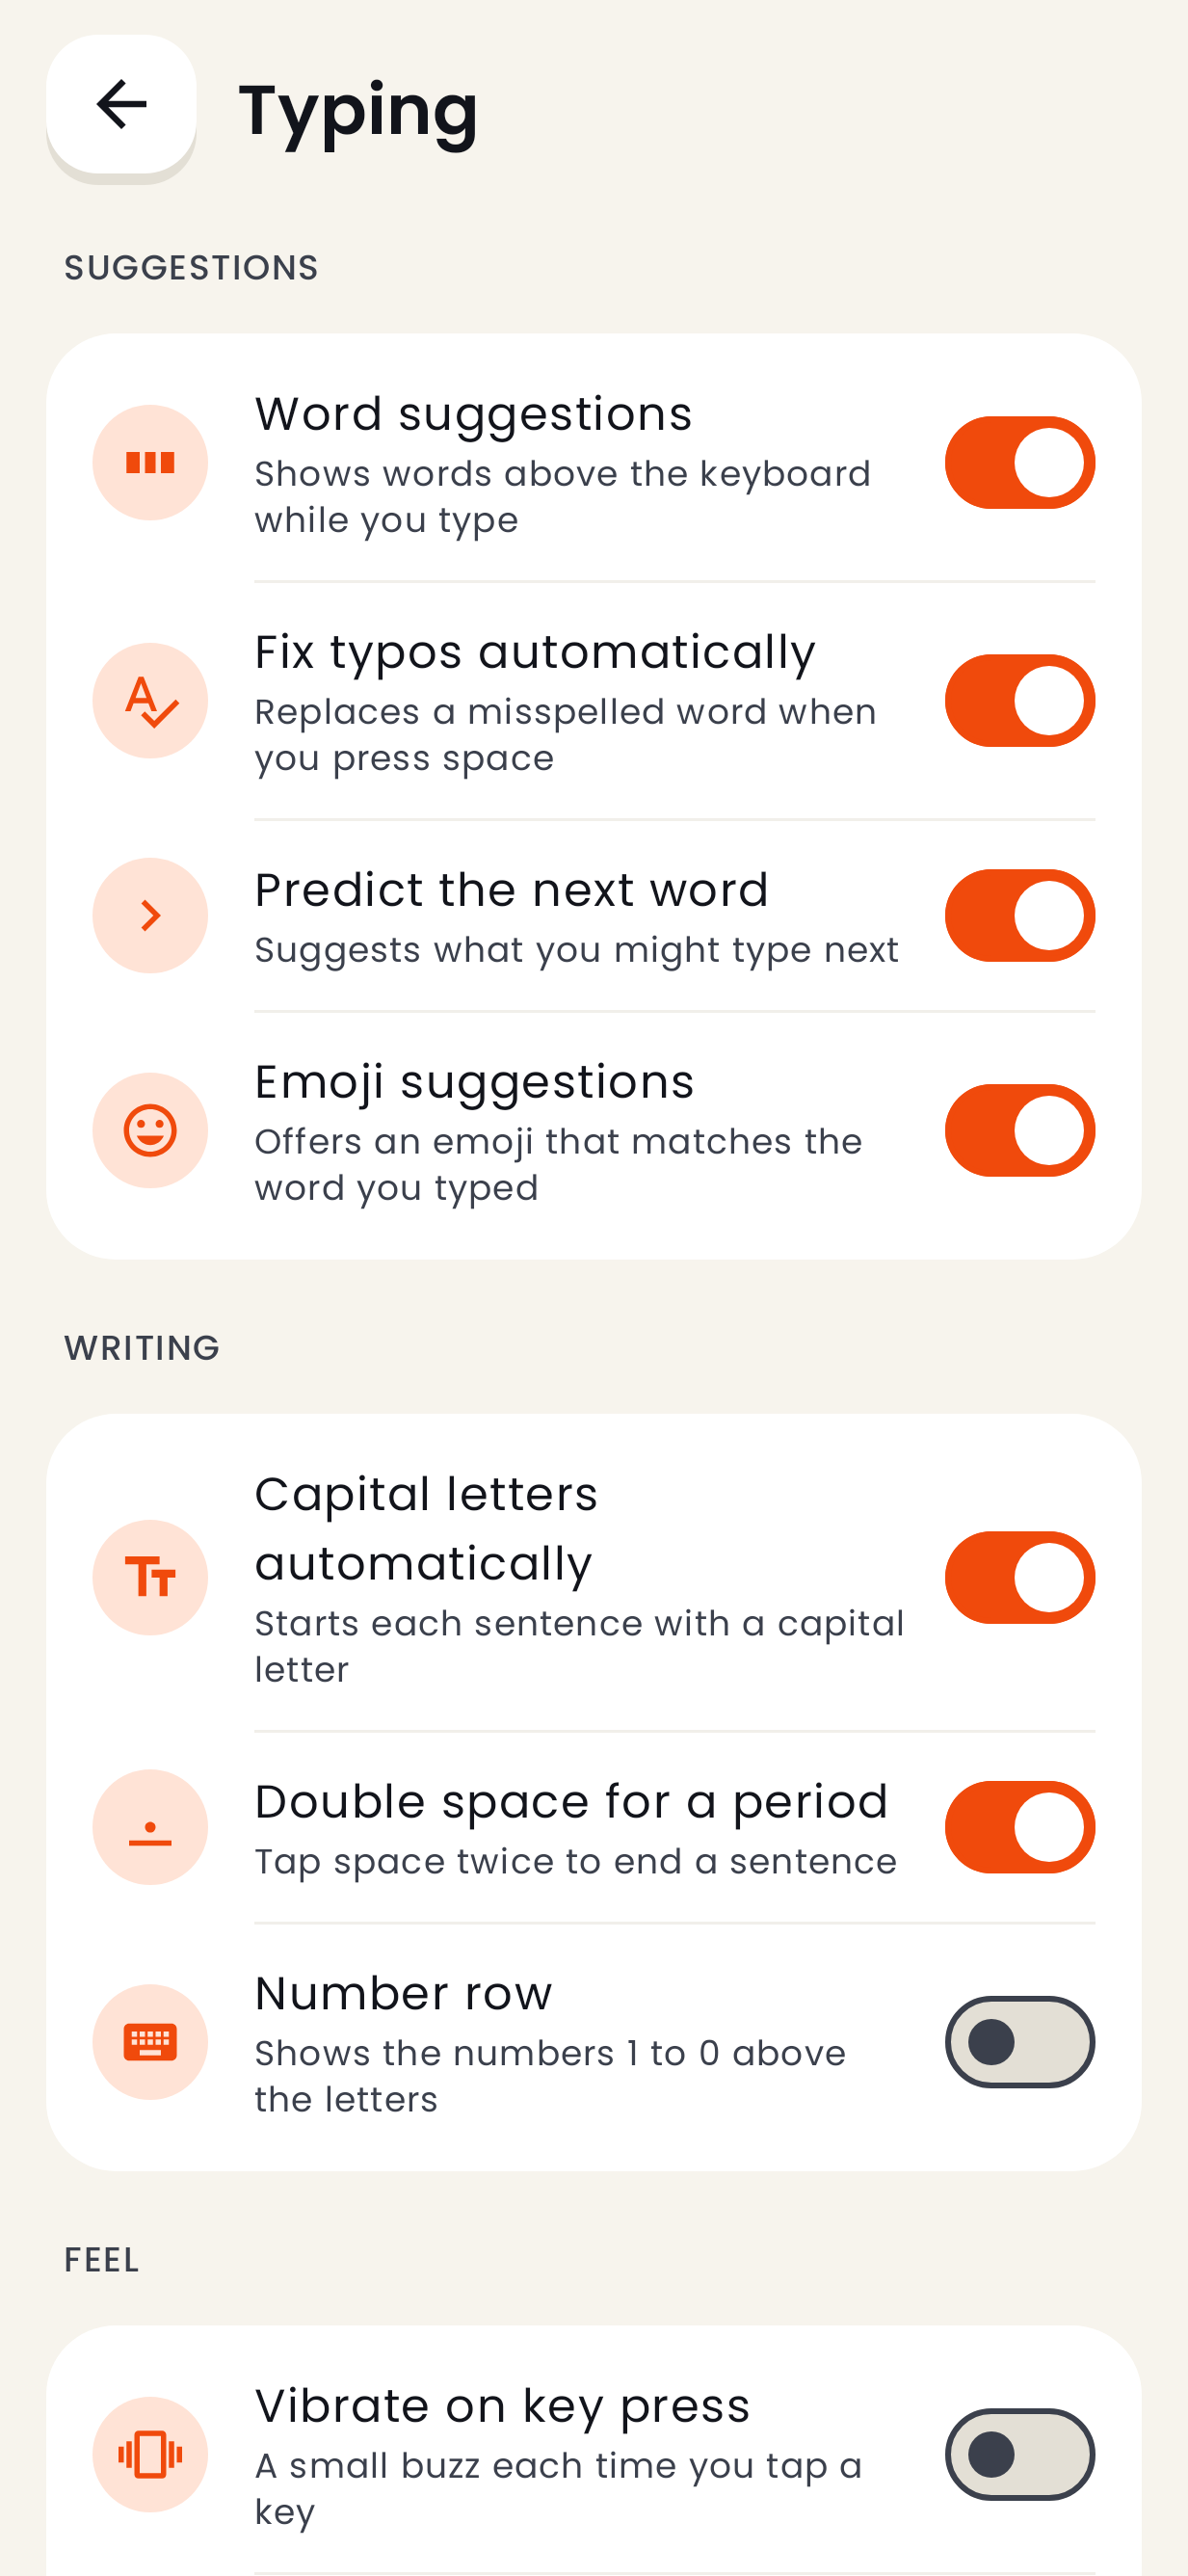 Typing
SUGGESTIONS
Word suggestions
Shows words above the keyboard
while you type
Fix typos automatically
Replaces a misspelled word when
you press space
Predict the next word
Suggests what you might type next
Emoji suggestions
Offers an emoji that matches the
word you typed
WRITING
Capital letters
automatically
Starts each sentence with a capital
letter
Double space for a period
Tap space twice to end a sentence
Number row
Shows the numbers 1 to 0 above
the letters
FEEL
Vibrate on key press
A small buzz each time you tap a
key